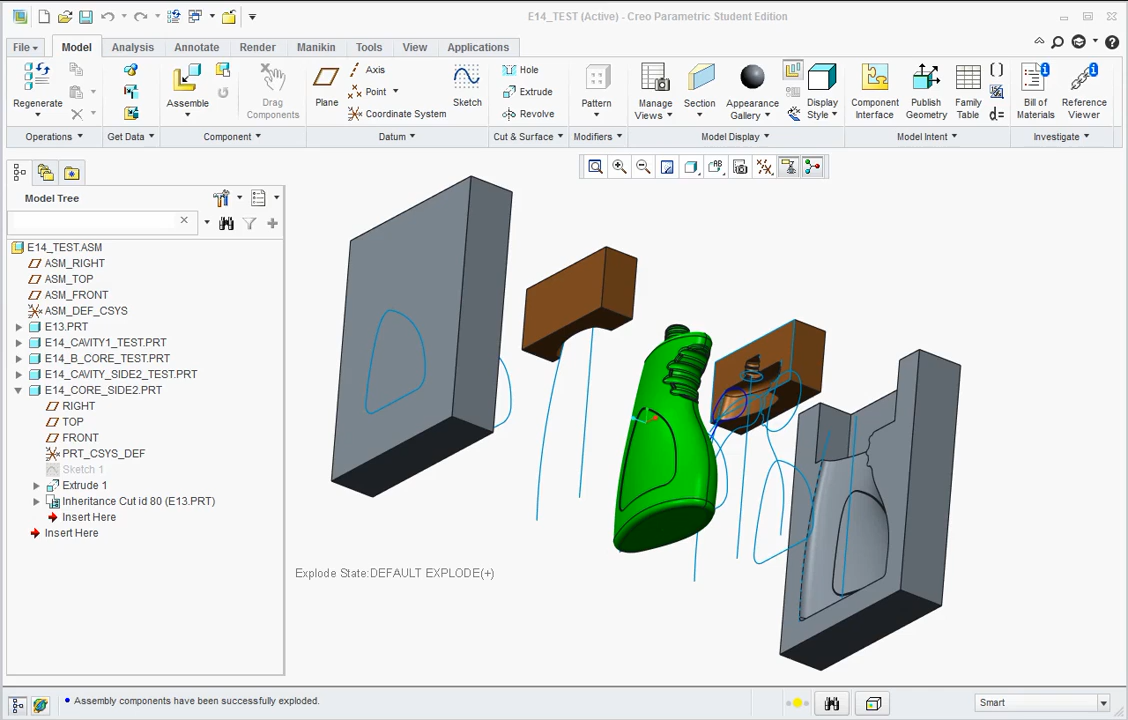 E14_TEST (Active) - Creo Parametric Student Edition
File
Model
Analysis
Annotate
Render
Manikin
Tools
View
Applications
Regenerate
Operations
Get Data
Assemble
Drag
Components
Component
Plane
Axis
Point
Coordinate System
Sketch
Datum
Hole
Extrude
Revolve
Cut & Surface
Pattern
Modifiers
Manage
Views
Section
Appearance
Gallery
Display
Style
Model Display
Component
Interface
Publish
Geometry
Family
Table
Model Intent
Bill of
Materials
Reference
Viewer
Investigate
Model Tree
E14_TEST.ASM
ASM_RIGHT
ASM_TOP
ASM_FRONT
ASM_DEF_CSYS
E13.PRT
E14_CAVITY1_TEST.PRT
E14_B_CORE_TEST.PRT
E14_CAVITY_SIDE2_TEST.PRT
E14_CORE_SIDE2.PRT
RIGHT
TOP
FRONT
PRT_CSYS_DEF
Sketch 1
Extrude 1
Inheritance Cut id 80 (E13.PRT)
Insert Here
Insert Here
Explode State:DEFAULT EXPLODE(+)
Assembly components have been successfully exploded.
Smart